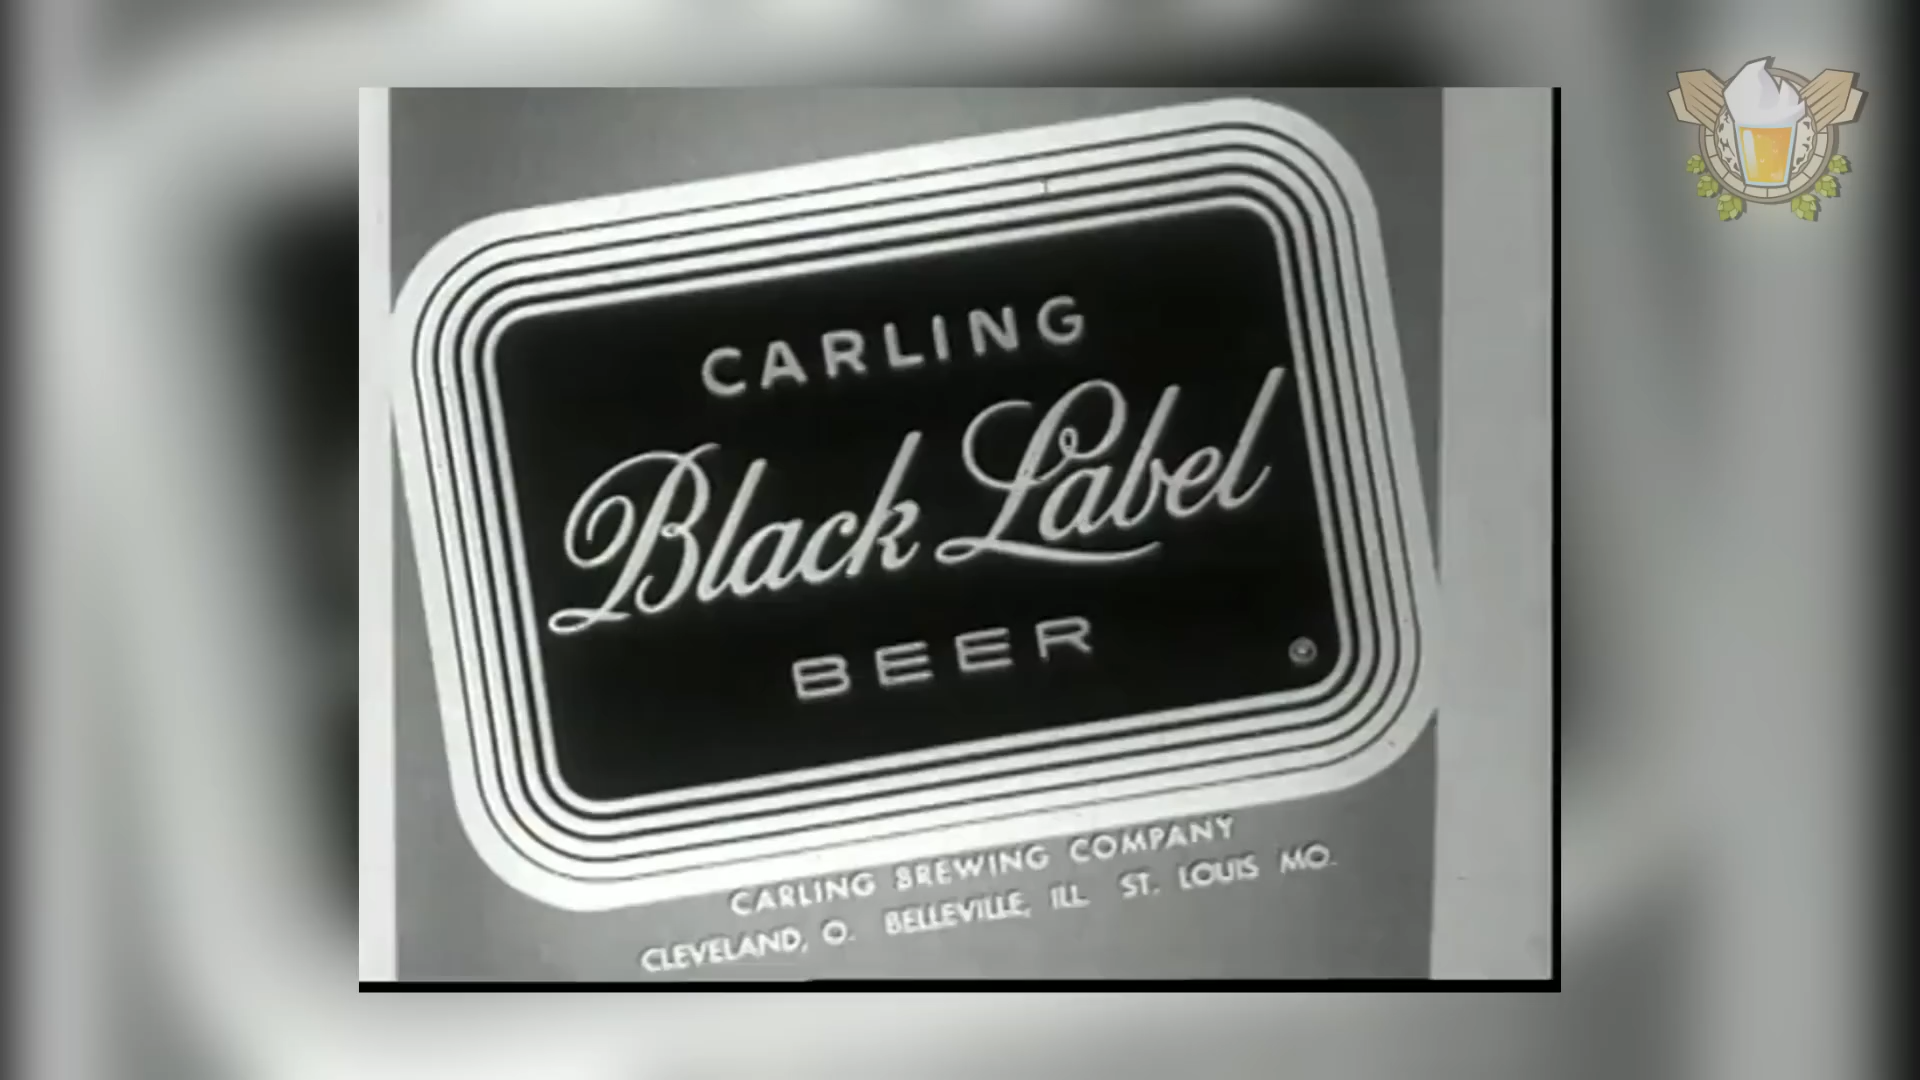 CARLING
Black Label
BEER
CARLING BREWING COMPANY
CLEVELAND, O. BELLEVILLE, ILL ST. LOUIS MO.